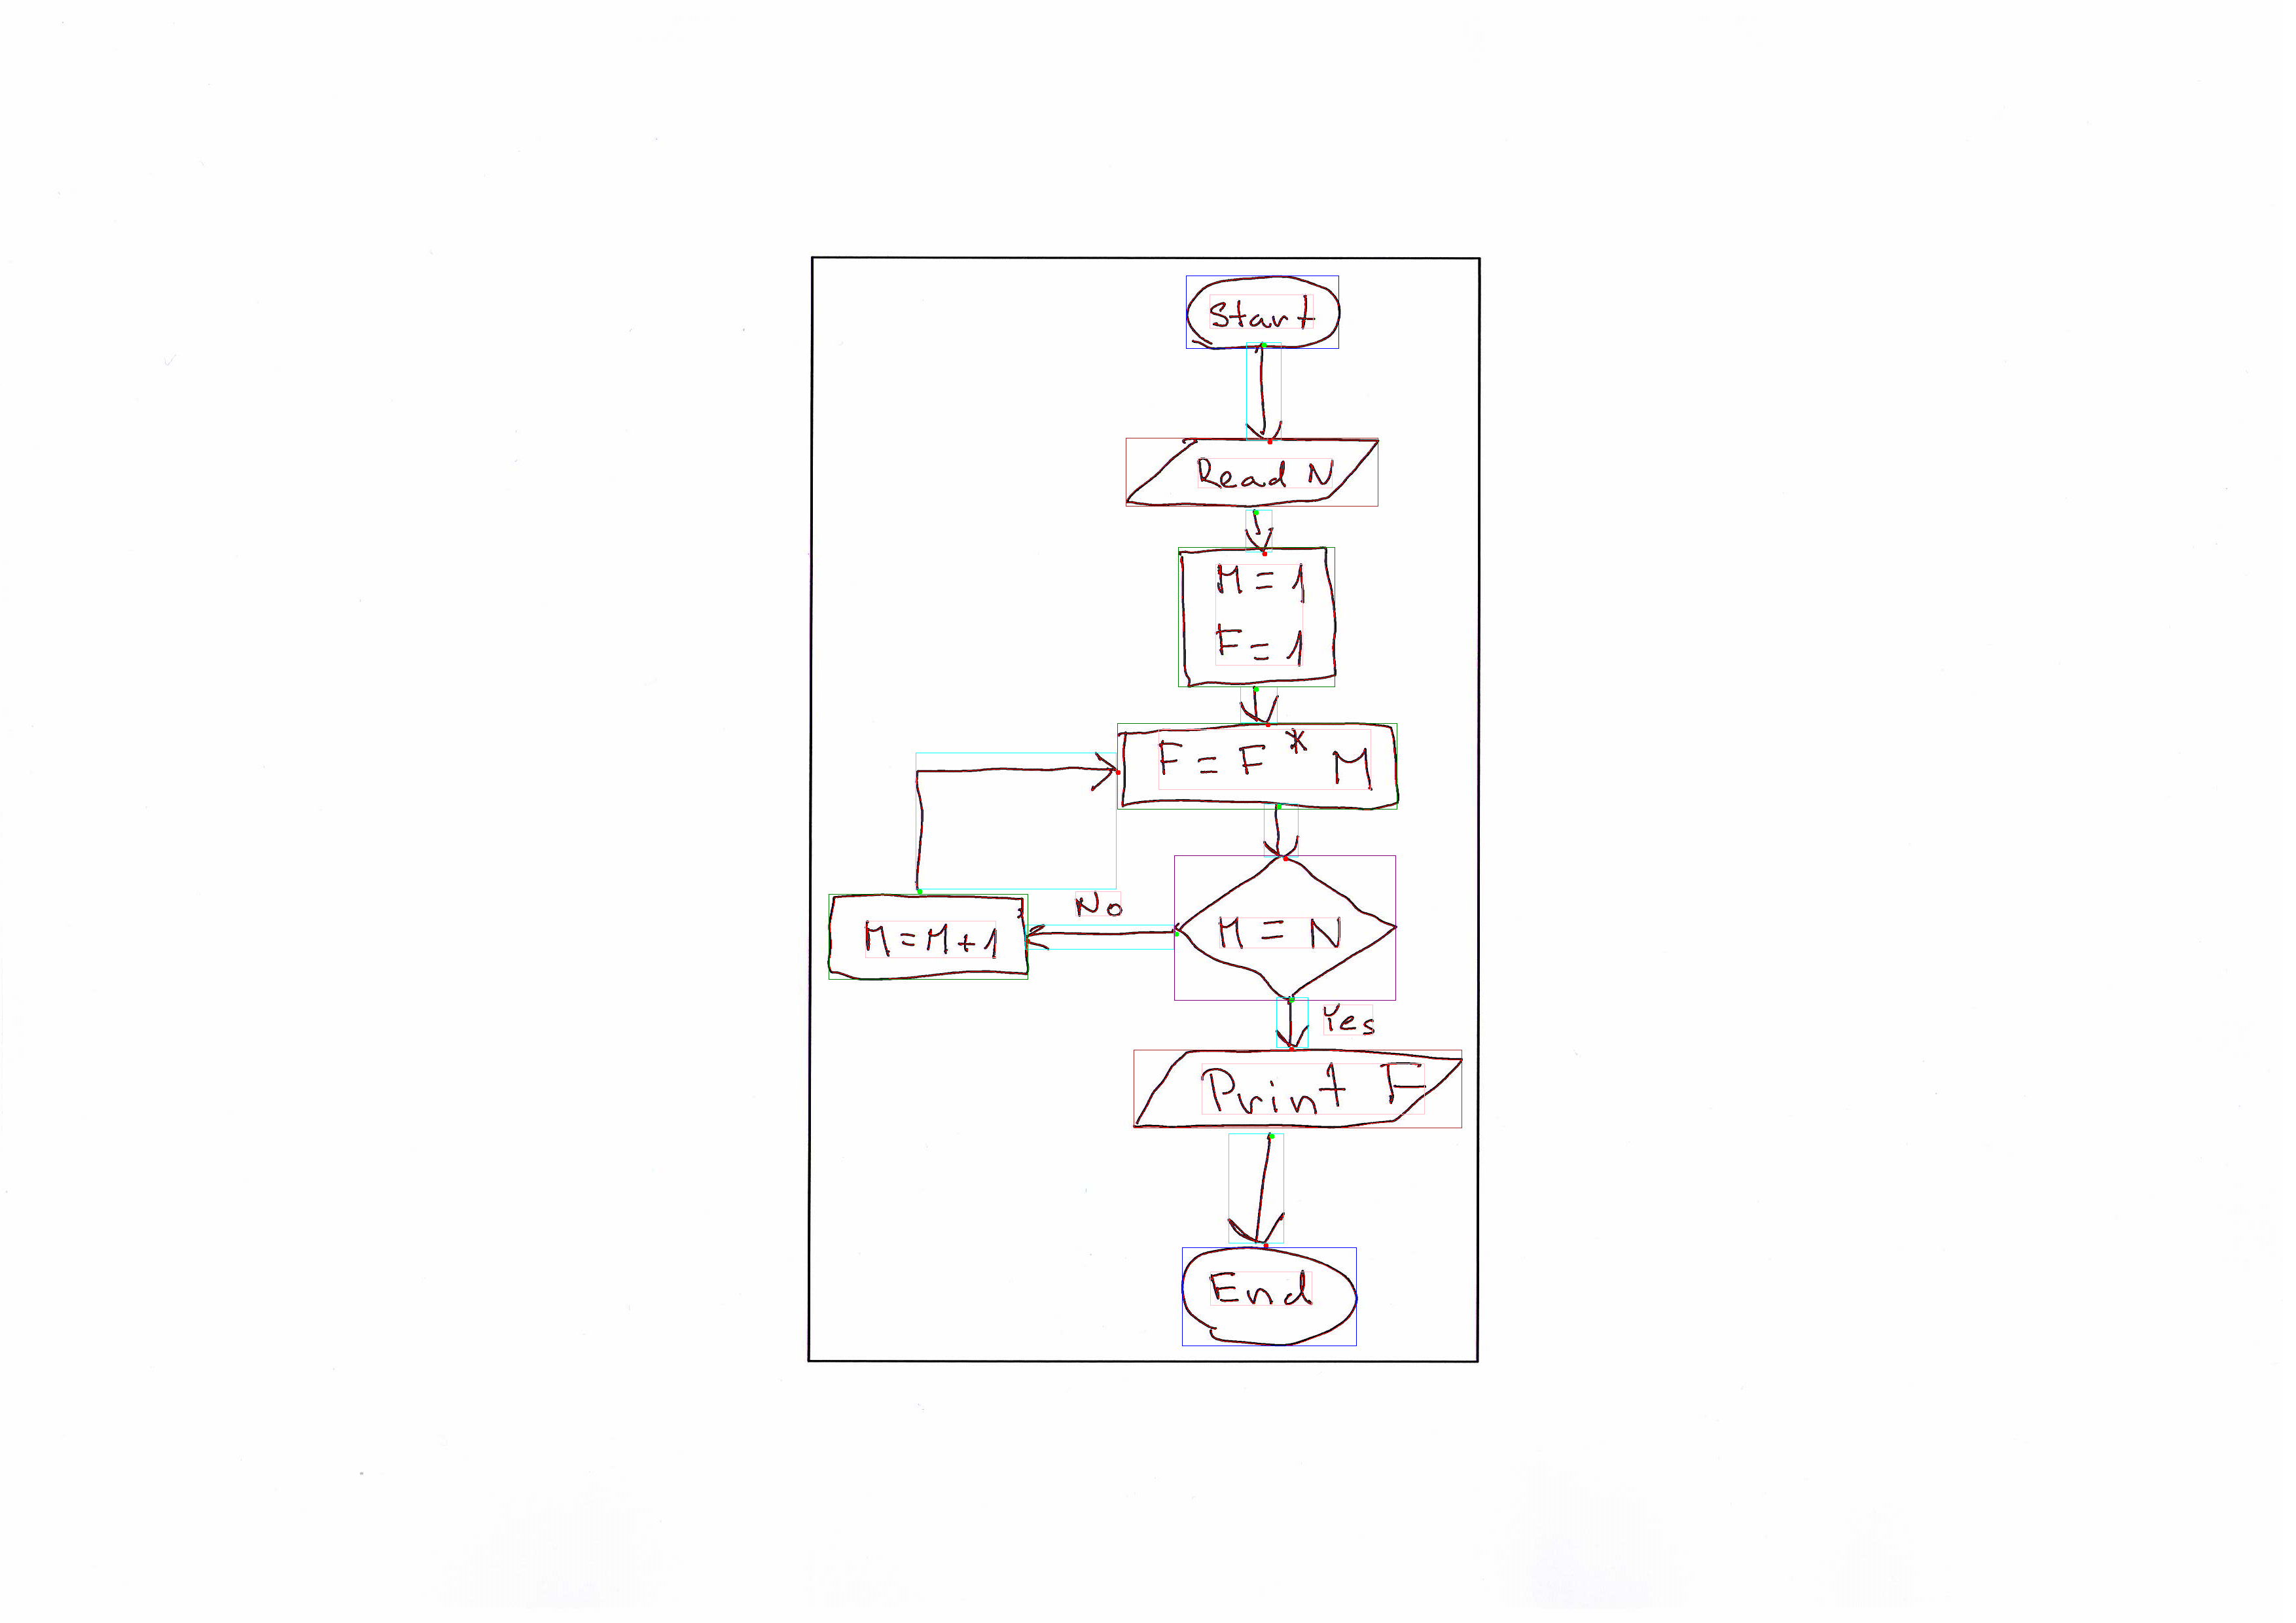 Start
Read N
M = 1
F = 1
F = F * M
No
M = N
M = M + 1
Yes
Print F
End